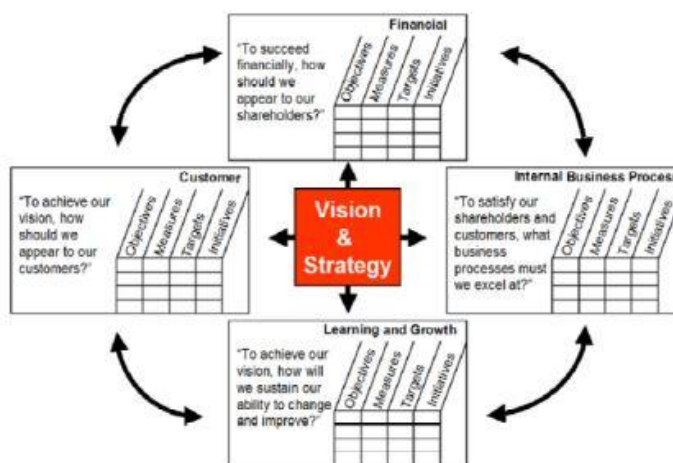 Financial
"To succeed
financially, how
should we
appear to our
shareholders?"
Objectives
Measures
Targets
Initiatives
Customer
"To achieve our
vision, how
should we
appear to our
customers?"
Objectives
Measures
Targets
Initiatives
Vision
&
Strategy
Internal Business Process
"To satisfy our
shareholders and
customers, what
business
processes must
we excel at?"
Objectives
Measures
Targets
Initiatives
Learning and Growth
"To achieve our
vision, how will
we sustain our
ability to change
and improve?"
Objectives
Measures
Targets
Initiatives